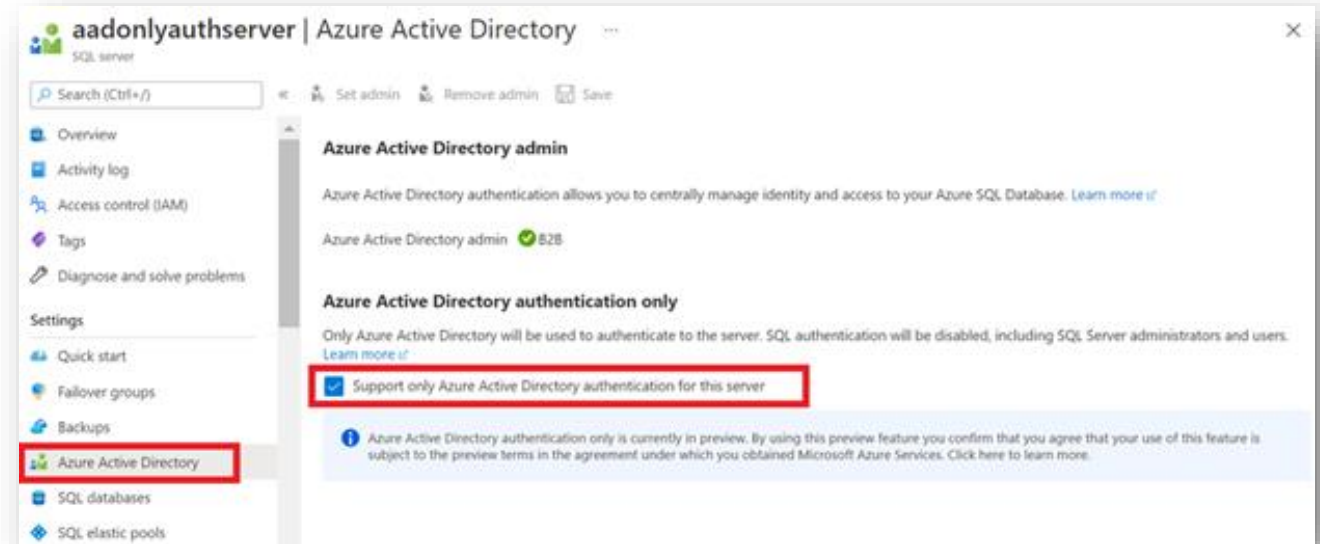 aadonlyauthserver | Azure Active Directory ...
SQL server
Search (Ctrl+/)
Set admin
Remove admin
Save
Overview
Activity log
Access control (IAM)
Tags
Diagnose and solve problems
Settings
Quick start
Failover groups
Backups
Azure Active Directory
SQL databases
SQL elastic pools
Azure Active Directory admin
Azure Active Directory authentication allows you to centrally manage identity and access to your Azure SQL Database. Learn more
Azure Active Directory admin B2B
Azure Active Directory authentication only
Only Azure Active Directory will be used to authenticate to the server. SQL authentication will be disabled, including SQL Server administrators and users.
Learn more
Support only Azure Active Directory authentication for this server
Azure Active Directory authentication only is currently in preview. By using this preview feature you confirm that you agree that your use of this feature is
subject to the preview terms in the agreement under which you obtained Microsoft Azure Services. Click here to learn more.